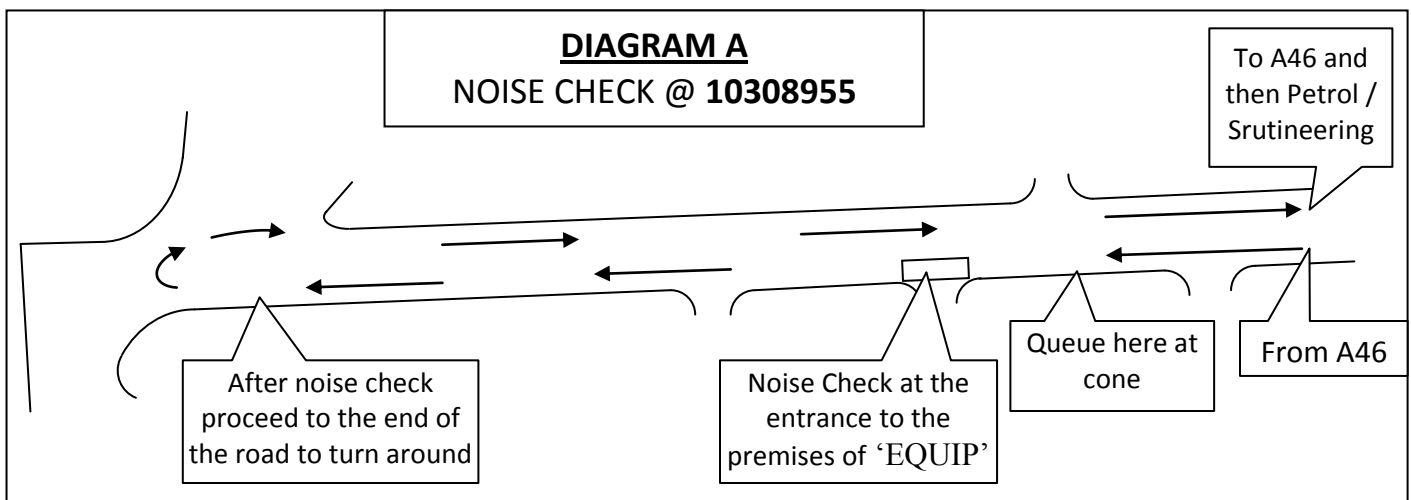 DIAGRAM A
NOISE CHECK @ 10308955
To A46 and
then Petrol /
Srutineering
After noise check
proceed to the end of
the road to turn around
Noise Check at the
entrance to the
premises of ‘EQUIP’
Queue here at
cone
From A46